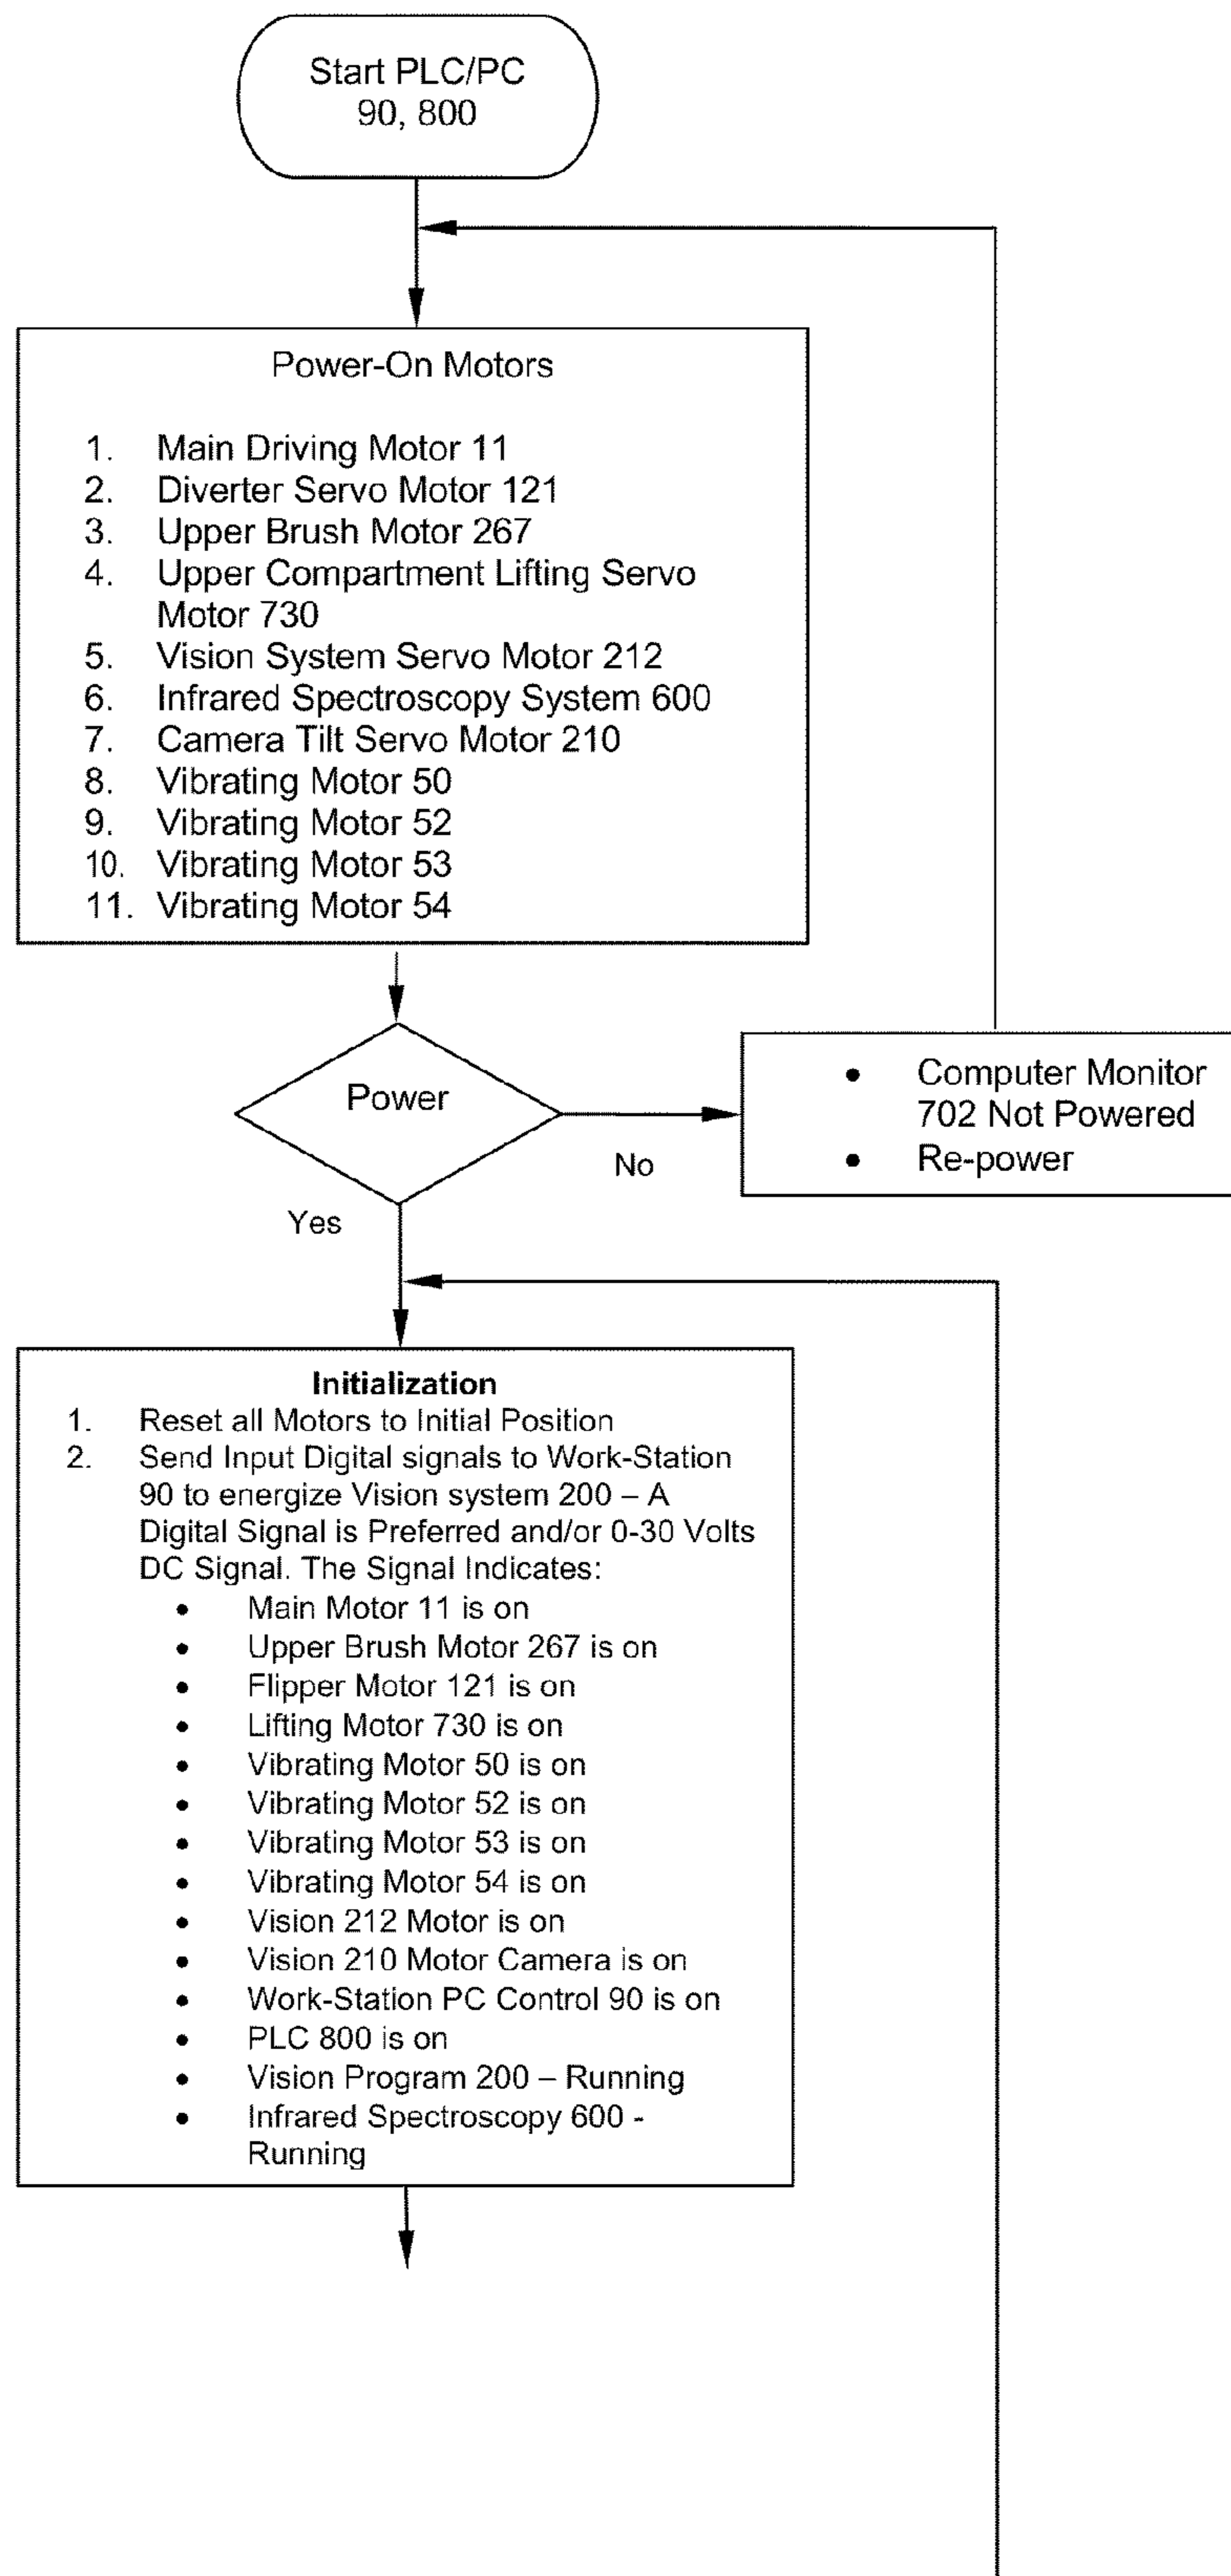 Start PLC/PC
90, 800
Power-On Motors
1. Main Driving Motor 11
2. Diverter Servo Motor 121
3. Upper Brush Motor 267
4. Upper Compartment Lifting Servo
Motor 730
5. Vision System Servo Motor 212
6. Infrared Spectroscopy System 600
7. Camera Tilt Servo Motor 210
8. Vibrating Motor 50
9. Vibrating Motor 52
10. Vibrating Motor 53
11. Vibrating Motor 54
Power
No
• Computer Monitor
702 Not Powered
• Re-power
Yes
Initialization
1. Reset all Motors to Initial Position
2. Send Input Digital signals to Work-Station
90 to energize Vision system 200 – A
Digital Signal is Preferred and/or 0-30 Volts
DC Signal. The Signal Indicates:
• Main Motor 11 is on
• Upper Brush Motor 267 is on
• Flipper Motor 121 is on
• Lifting Motor 730 is on
• Vibrating Motor 50 is on
• Vibrating Motor 52 is on
• Vibrating Motor 53 is on
• Vibrating Motor 54 is on
• Vision 212 Motor is on
• Vision 210 Motor Camera is on
• Work-Station PC Control 90 is on
• PLC 800 is on
• Vision Program 200 – Running
• Infrared Spectroscopy 600 -
Running